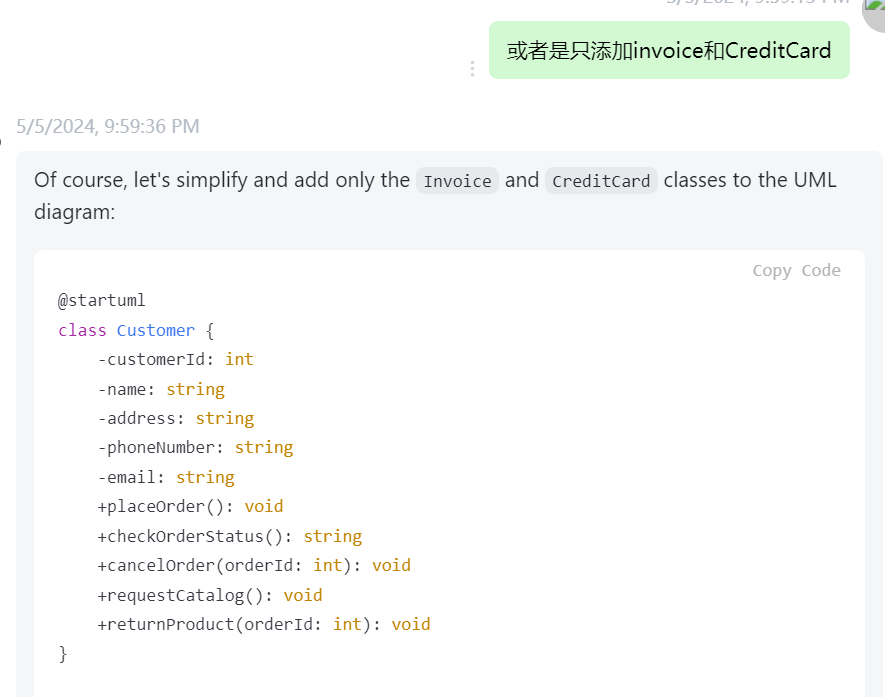 或者是只添加invoice和CreditCard
5/5/2024, 9:59:36 PM
Of course, let's simplify and add only the Invoice and CreditCard classes to the UML
diagram:
Copy Code
@startuml
class Customer {
    -customerId: int
    -name: string
    -address: string
    -phoneNumber: string
    -email: string
    +placeOrder(): void
    +checkOrderStatus(): string
    +cancelOrder(orderId: int): void
    +requestCatalog(): void
    +returnProduct(orderId: int): void
}